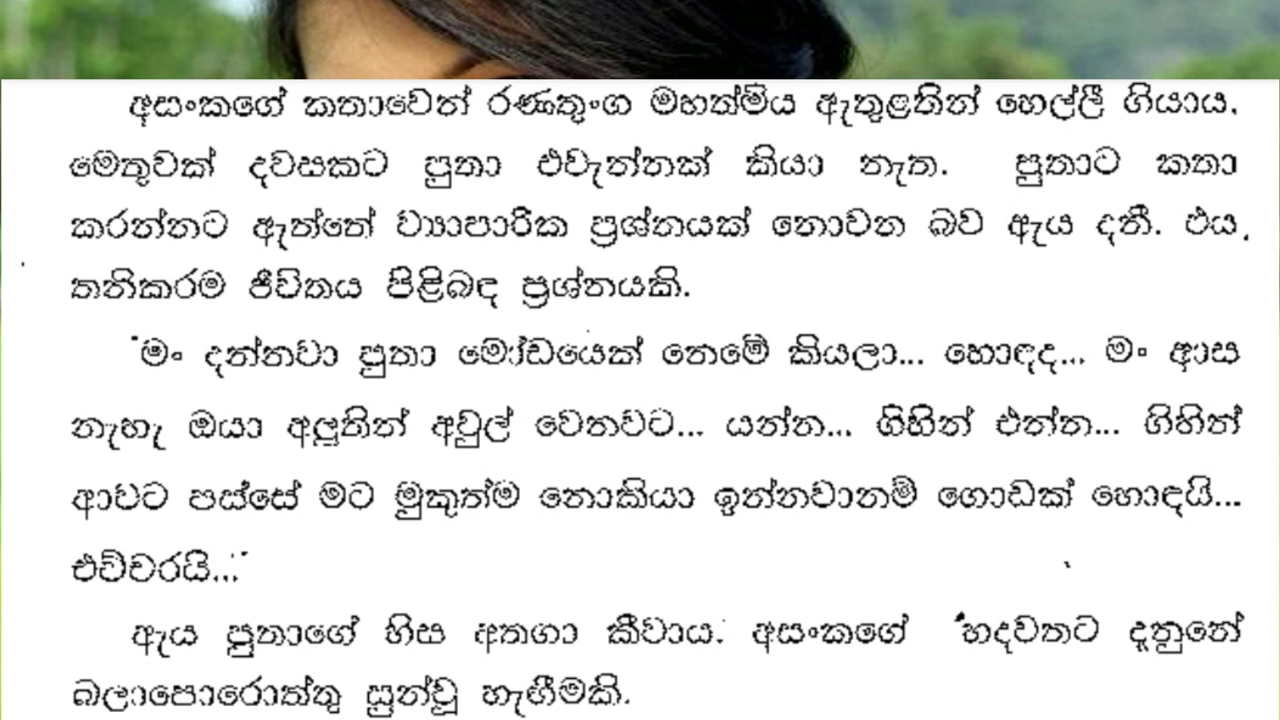 අසංකගේ කතාවෙන් රණතුංග මහත්මිය ඇතුළතින් හෙල්ලී ගියාය.
මෙතුවක් දවසකට පුතා එවැන්නක් කියා නැත. පුතාට කතා
කරන්නට ඇත්තේ ව්‍යාපාරික ප්‍රශ්නයක් නොවන බව ඇය දනී. එය,
තනිකරම ජීවිතය පිළිබඳ ප්‍රශ්නයකි.
"මං දන්නවා පුතා මෝඩයෙක් නෙමේ කියලා... හොඳද... මං ආස
නැහැ ඔයා අලුතින් අවුල් වෙනවට... යන්න... ගිහින් එන්න... ගිහින්
ආවට පස්සේ මට මුකුත්ම නොකියා ඉන්නවානම් ගොඩක් හොඳයි...
එච්චරයි..."
ඇය පුතාගේ හිස අතගා කීවාය. අසංකගේ හදවතට දැනුනේ
බලාපොරොත්තු සුන්වූ හැඟීමකි.